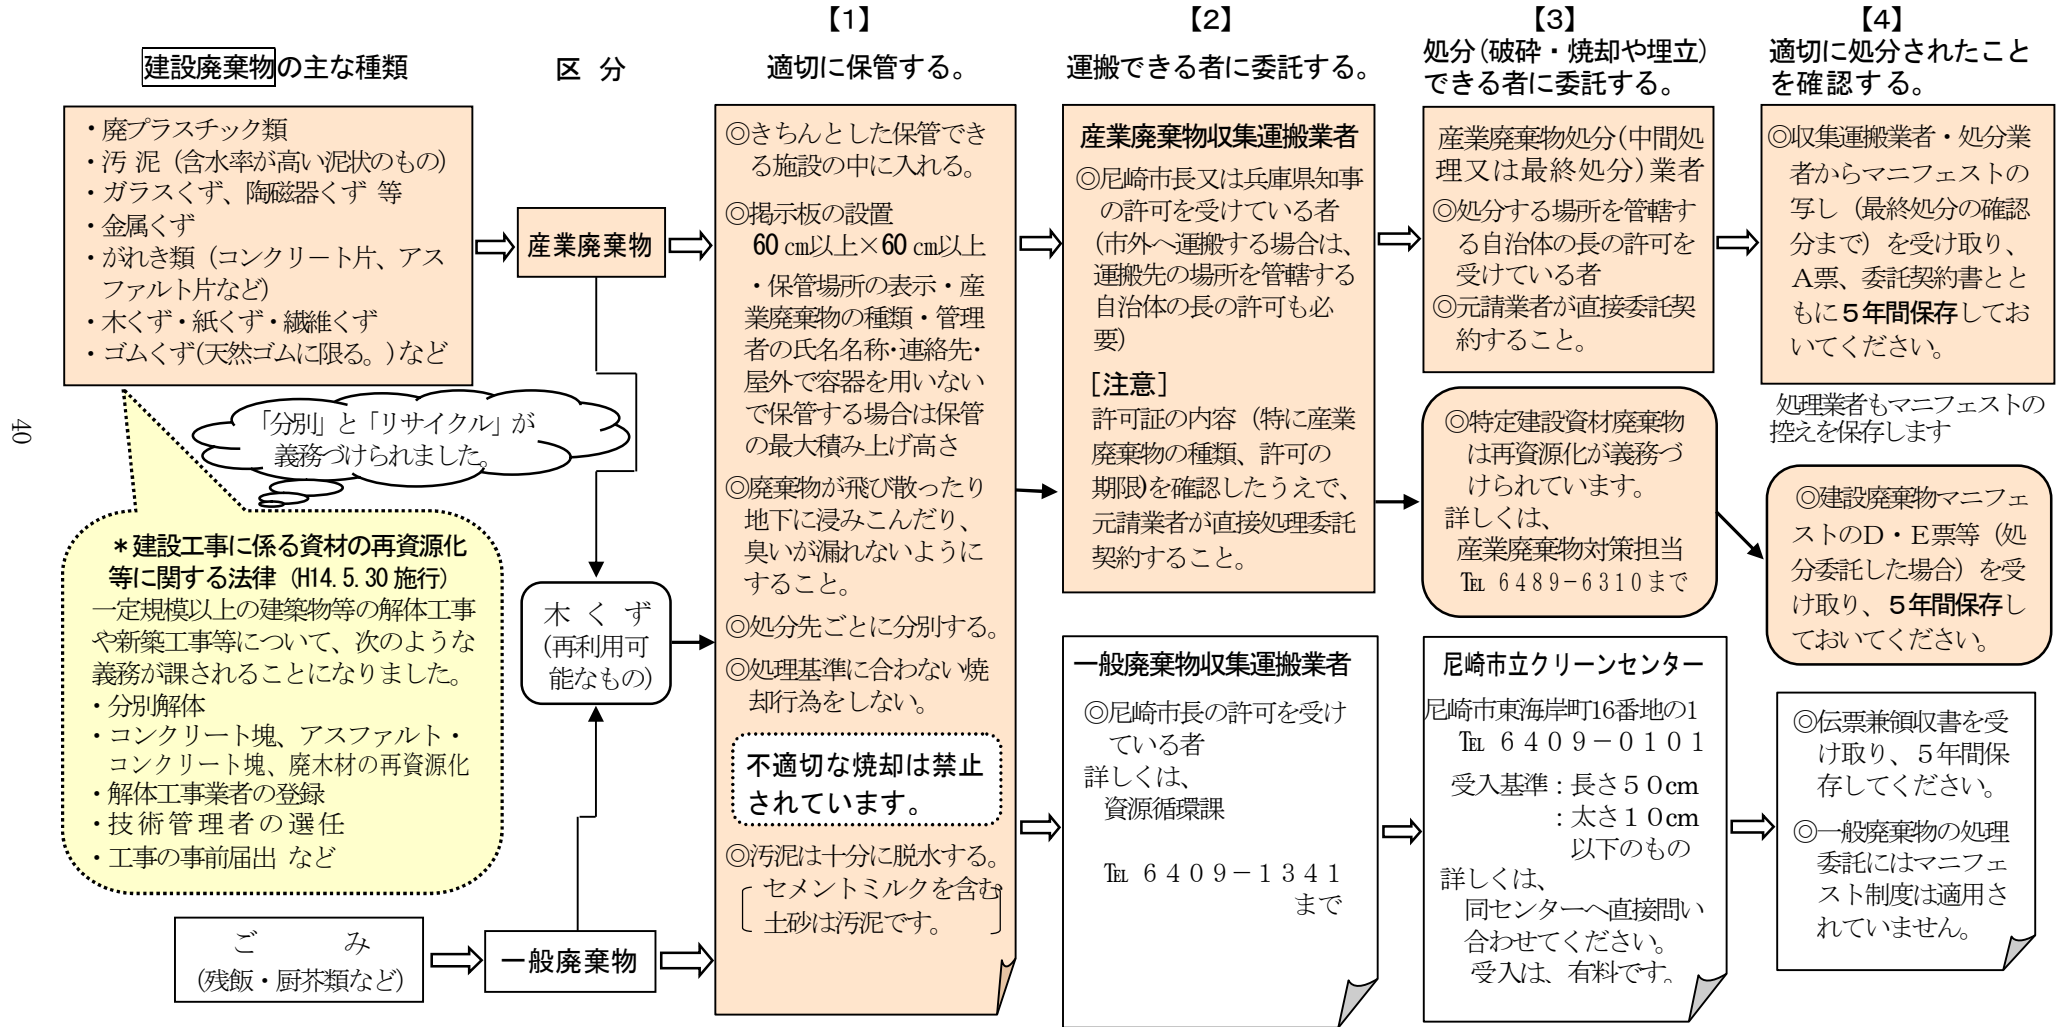 【1】
【2】
【3】
【4】
建設廃棄物の主な種類
区 分
適切に保管する。
運搬できる者に委託する。
処分(破砕・焼却や埋立)
できる者に委託する。
適切に処分されたこと
を確認する。
・廃プラスチック類
・汚 泥（含水率が高い泥状のもの）
・ガラスくず、陶磁器くず 等
・金属くず
・がれき類（コンクリート片、アス
ファルト片など）
・木くず・紙くず・繊維くず
・ゴムくず(天然ゴムに限る。)など
「分別」と「リサイクル」が
義務づけられました。
＊建設工事に係る資材の再資源化
等に関する法律（H14.5.30 施行）
一定規模以上の建築物等の解体工事
や新築工事等について、次のような
義務が課されることになりました。
・分別解体
・コンクリート塊、アスファルト・
コンクリート塊、廃木材の再資源化
・解体工事業者の登録
・技術管理者の選任
・工事の事前届出 など
ご み
(残飯・厨芥類など)
産業廃棄物
木 く ず
(再利用可
能なもの)
一般廃棄物
◎きちんとした保管でき
る施設の中に入れる。
◎掲示板の設置
60 cm以上×60 cm以上
・保管場所の表示・産
業廃棄物の種類・管理
者の氏名名称・連絡先・
屋外で容器を用いない
で保管する場合は保管
の最大積み上げ高さ
◎廃棄物が飛び散ったり
地下に浸みこんだり、
臭いが漏れないように
すること。
◎処分先ごとに分別する。
◎処理基準に合わない焼
却行為をしない。
不適切な焼却は禁止
されています。
◎汚泥は十分に脱水する。
セメントミルクを含む
土砂は汚泥です。
産業廃棄物収集運搬業者
◎尼崎市長又は兵庫県知事
の許可を受けている者
(市外へ運搬する場合は、
運搬先の場所を管轄する
自治体の長の許可も必
要)
［注意］
許可証の内容（特に産業
廃棄物の種類、許可の
期限)を確認したうえで、
元請業者が直接処理委託
契約すること。
一般廃棄物収集運搬業者
◎尼崎市長の許可を受け
ている者
詳しくは、
資源循環課
℡ ６４０９－１３４１
まで
産業廃棄物処分(中間処
理又は最終処分)業者
◎処分する場所を管轄す
る自治体の長の許可を
受けている者
◎元請業者が直接委託契
約すること。
◎特定建設資材廃棄物
は再資源化が義務づ
けられています。
詳しくは、
産業廃棄物対策担当
℡ ６４８９－６３１０まで
尼崎市立クリーンセンター
尼崎市東海岸町16番地の1
℡ ６４０９－０１０１
受入基準：長さ５０cm
：太さ１０cm
以下のもの
詳しくは、
同センターへ直接問い
合わせてください。
受入は、有料です。
◎収集運搬業者・処分業
者からマニフェストの
写し（最終処分の確認
分まで）を受け取り、
Ａ票、委託契約書とと
もに５年間保存してお
いてください。
処理業者もマニフェストの
控えを保存します
◎建設廃棄物マニフェ
ストのＤ・Ｅ票等（処
分委託した場合）を受
け取り、５年間保存し
ておいてください。
◎伝票兼領収書を受
け取り、５年間保
存してください。
◎一般廃棄物の処理
委託にはマニフェ
スト制度は適用さ
れていません。
40